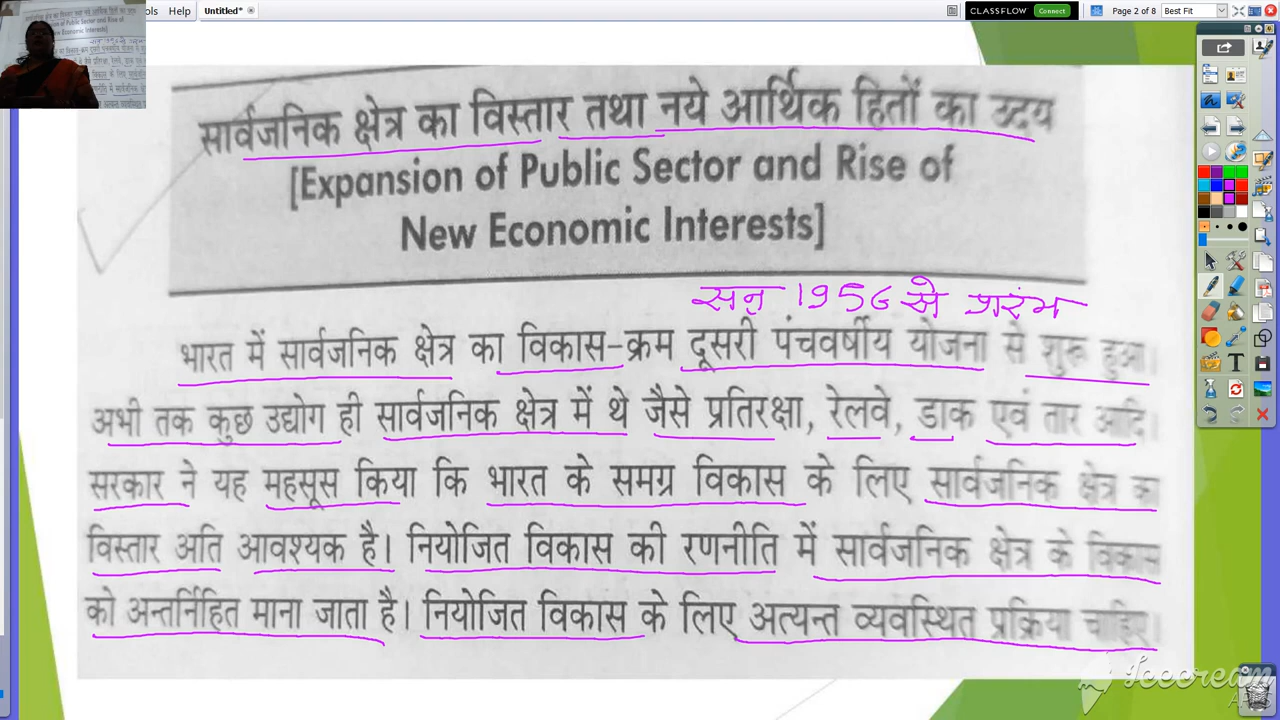 ols Help Untitled*
CLASSFLOW Connect
Page 2 of 8 Best Fit
सार्वजनिक क्षेत्र का विस्तार तथा नये आर्थिक हितों का उदय
[Expansion of Public Sector and Rise of
New Economic Interests]
सन् 1956 से प्रारंभ
भारत में सार्वजनिक क्षेत्र का विकास-क्रम दूसरी पंचवर्षीय योजना से शुरू हुआ।
अभी तक कुछ उद्योग ही सार्वजनिक क्षेत्र में थे जैसे प्रतिरक्षा, रेलवे, डाक एवं तार आदि।
सरकार ने यह महसूस किया कि भारत के समग्र विकास के लिए सार्वजनिक क्षेत्र का
विस्तार अति आवश्यक है। नियोजित विकास की रणनीति में सार्वजनिक क्षेत्र के विकास
को अन्तर्निहित माना जाता है। नियोजित विकास के लिए अत्यन्त व्यवस्थित प्रक्रिया चाहिए।
Icecream